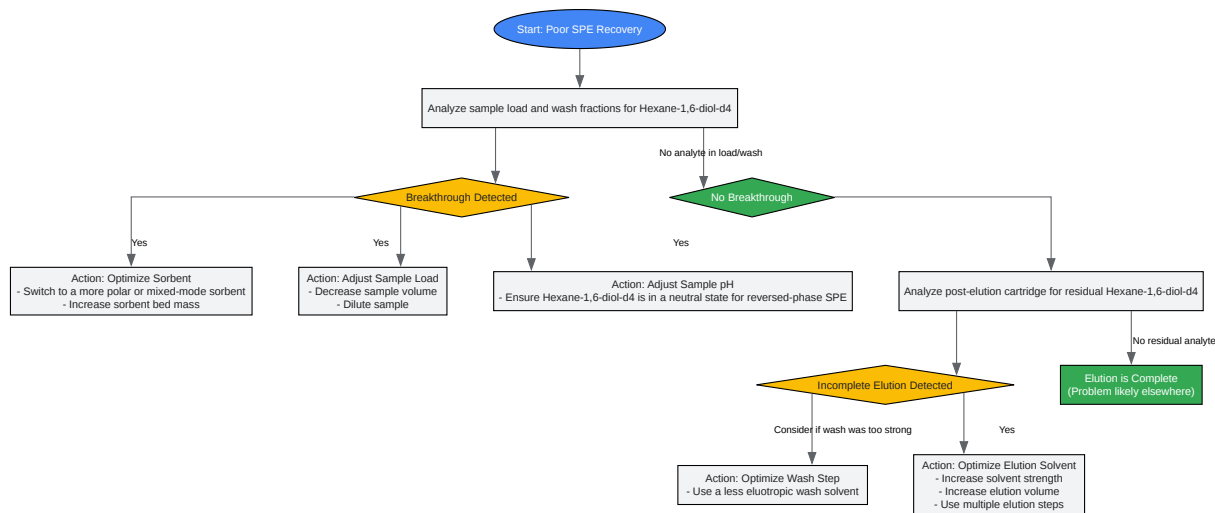 Start: Poor SPE Recovery
Analyze sample load and wash fractions for Hexane-1,6-diol-d4
No analyte in load/wash
Breakthrough Detected
No Breakthrough
Yes
Yes
Yes
Action: Optimize Sorbent
- Switch to a more polar or mixed-mode sorbent
- Increase sorbent bed mass
Action: Adjust Sample Load
- Decrease sample volume
- Dilute sample
Action: Adjust Sample pH
- Ensure Hexane-1,6-diol-d4 is in a neutral state for reversed-phase SPE
Analyze post-elution cartridge for residual Hexane-1,6-diol-d4
No residual analyte
Incomplete Elution Detected
Elution is Complete
(Problem likely elsewhere)
Consider if wash was too strong
Yes
Action: Optimize Wash Step
- Use a less eluotropic wash solvent
Action: Optimize Elution Solvent
- Increase solvent strength
- Increase elution volume
- Use multiple elution steps